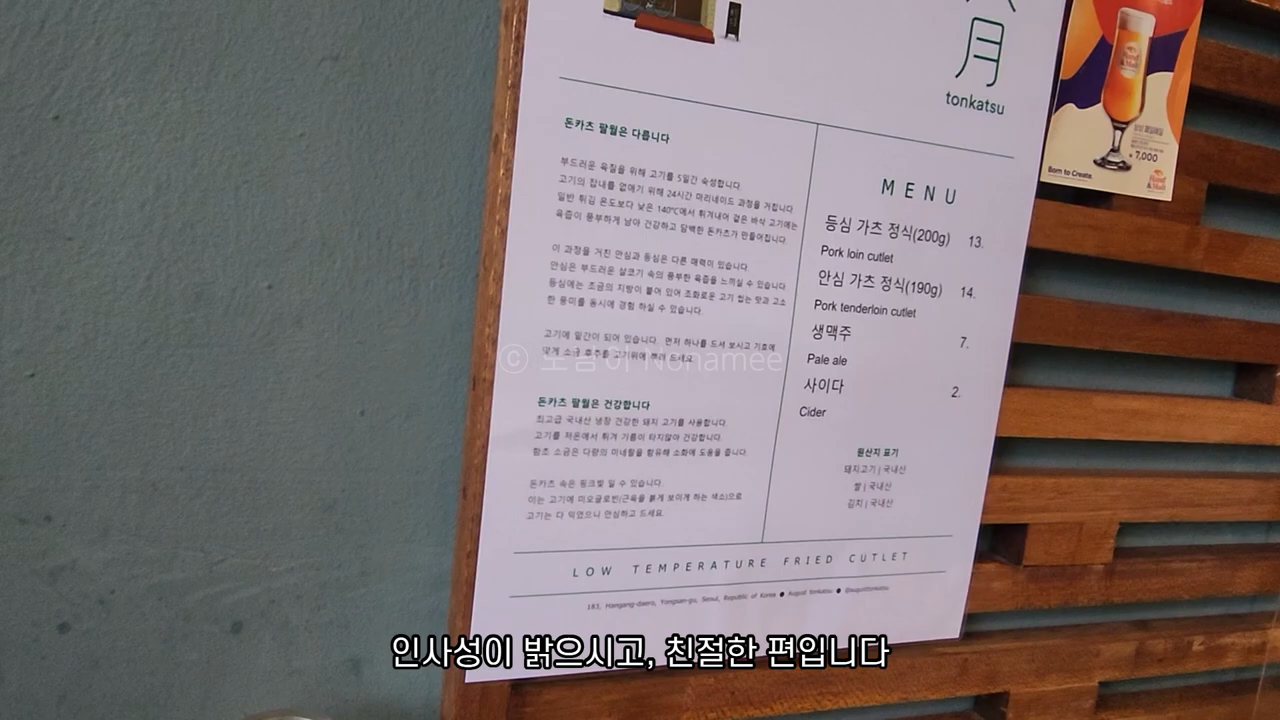 月
tonkatsu
돈카츠 팔월은 다릅니다
부드러운 육질을 위해 고기를 5일간 숙성합니다.
고기의 잡내를 없애기 위해 24시간 마리네이드 과정을 거칩니다.
일반 튀김 온도보다 낮은 140℃에서 튀겨내어 같은 방식 고기에는
육즙이 풍부하게 남아 건강하고 담백한 돈카츠가 만들어집니다.
이 과정을 거친 안심과 등심은 다른 매력이 있습니다.
안심은 부드러운 살코기 속의 풍부한 육즙을 느끼실 수 있습니다.
등심에는 조금의 지방이 붙어 있어 조화로운 고기 씹는 맛과 고소
한 풍미를 동시에 경험 하실 수 있습니다.
고기에 밑간이 되어 있습니다. 먼저 하나를 드셔 보시고 기호에
맞게 소금 후추를 고기위에 뿌려 드세요.
돈카츠 팔월은 건강합니다
최고급 국내산 냉장 건강한 돼지 고기를 사용합니다.
고기를 저온에서 튀겨 기름이 타지않아 건강합니다.
함초 소금은 다량의 미네랄을 함유해 소화에 도움을 줍니다.
돈카츠 속은 핑크빛 일 수 있습니다.
이는 고기에 미오글로빈(근육을 붉게 보이게 하는 색소)으로
고기는 다 익었으니 안심하고 드세요.
MENU
등심 가츠 정식(200g) 13.
Pork loin cutlet
안심 가츠 정식(190g) 14.
Pork tenderloin cutlet
생맥주 7.
Pale ale
사이다 2.
Cider
원산지 표기
돼지고기 | 국내산
쌀 | 국내산
김치 | 국내산
LOW TEMPERATURE FRIED CUTLET
183, Hangang-daero, Yongsan-gu, Seoul, Republic of Korea ● August tonkatsu ● @augusttonkatsu
7,000
Born to Create.
Hand & Malt
ⓒ 노남이 Nonamee
인사성이 밝으시고, 친절한 편입니다